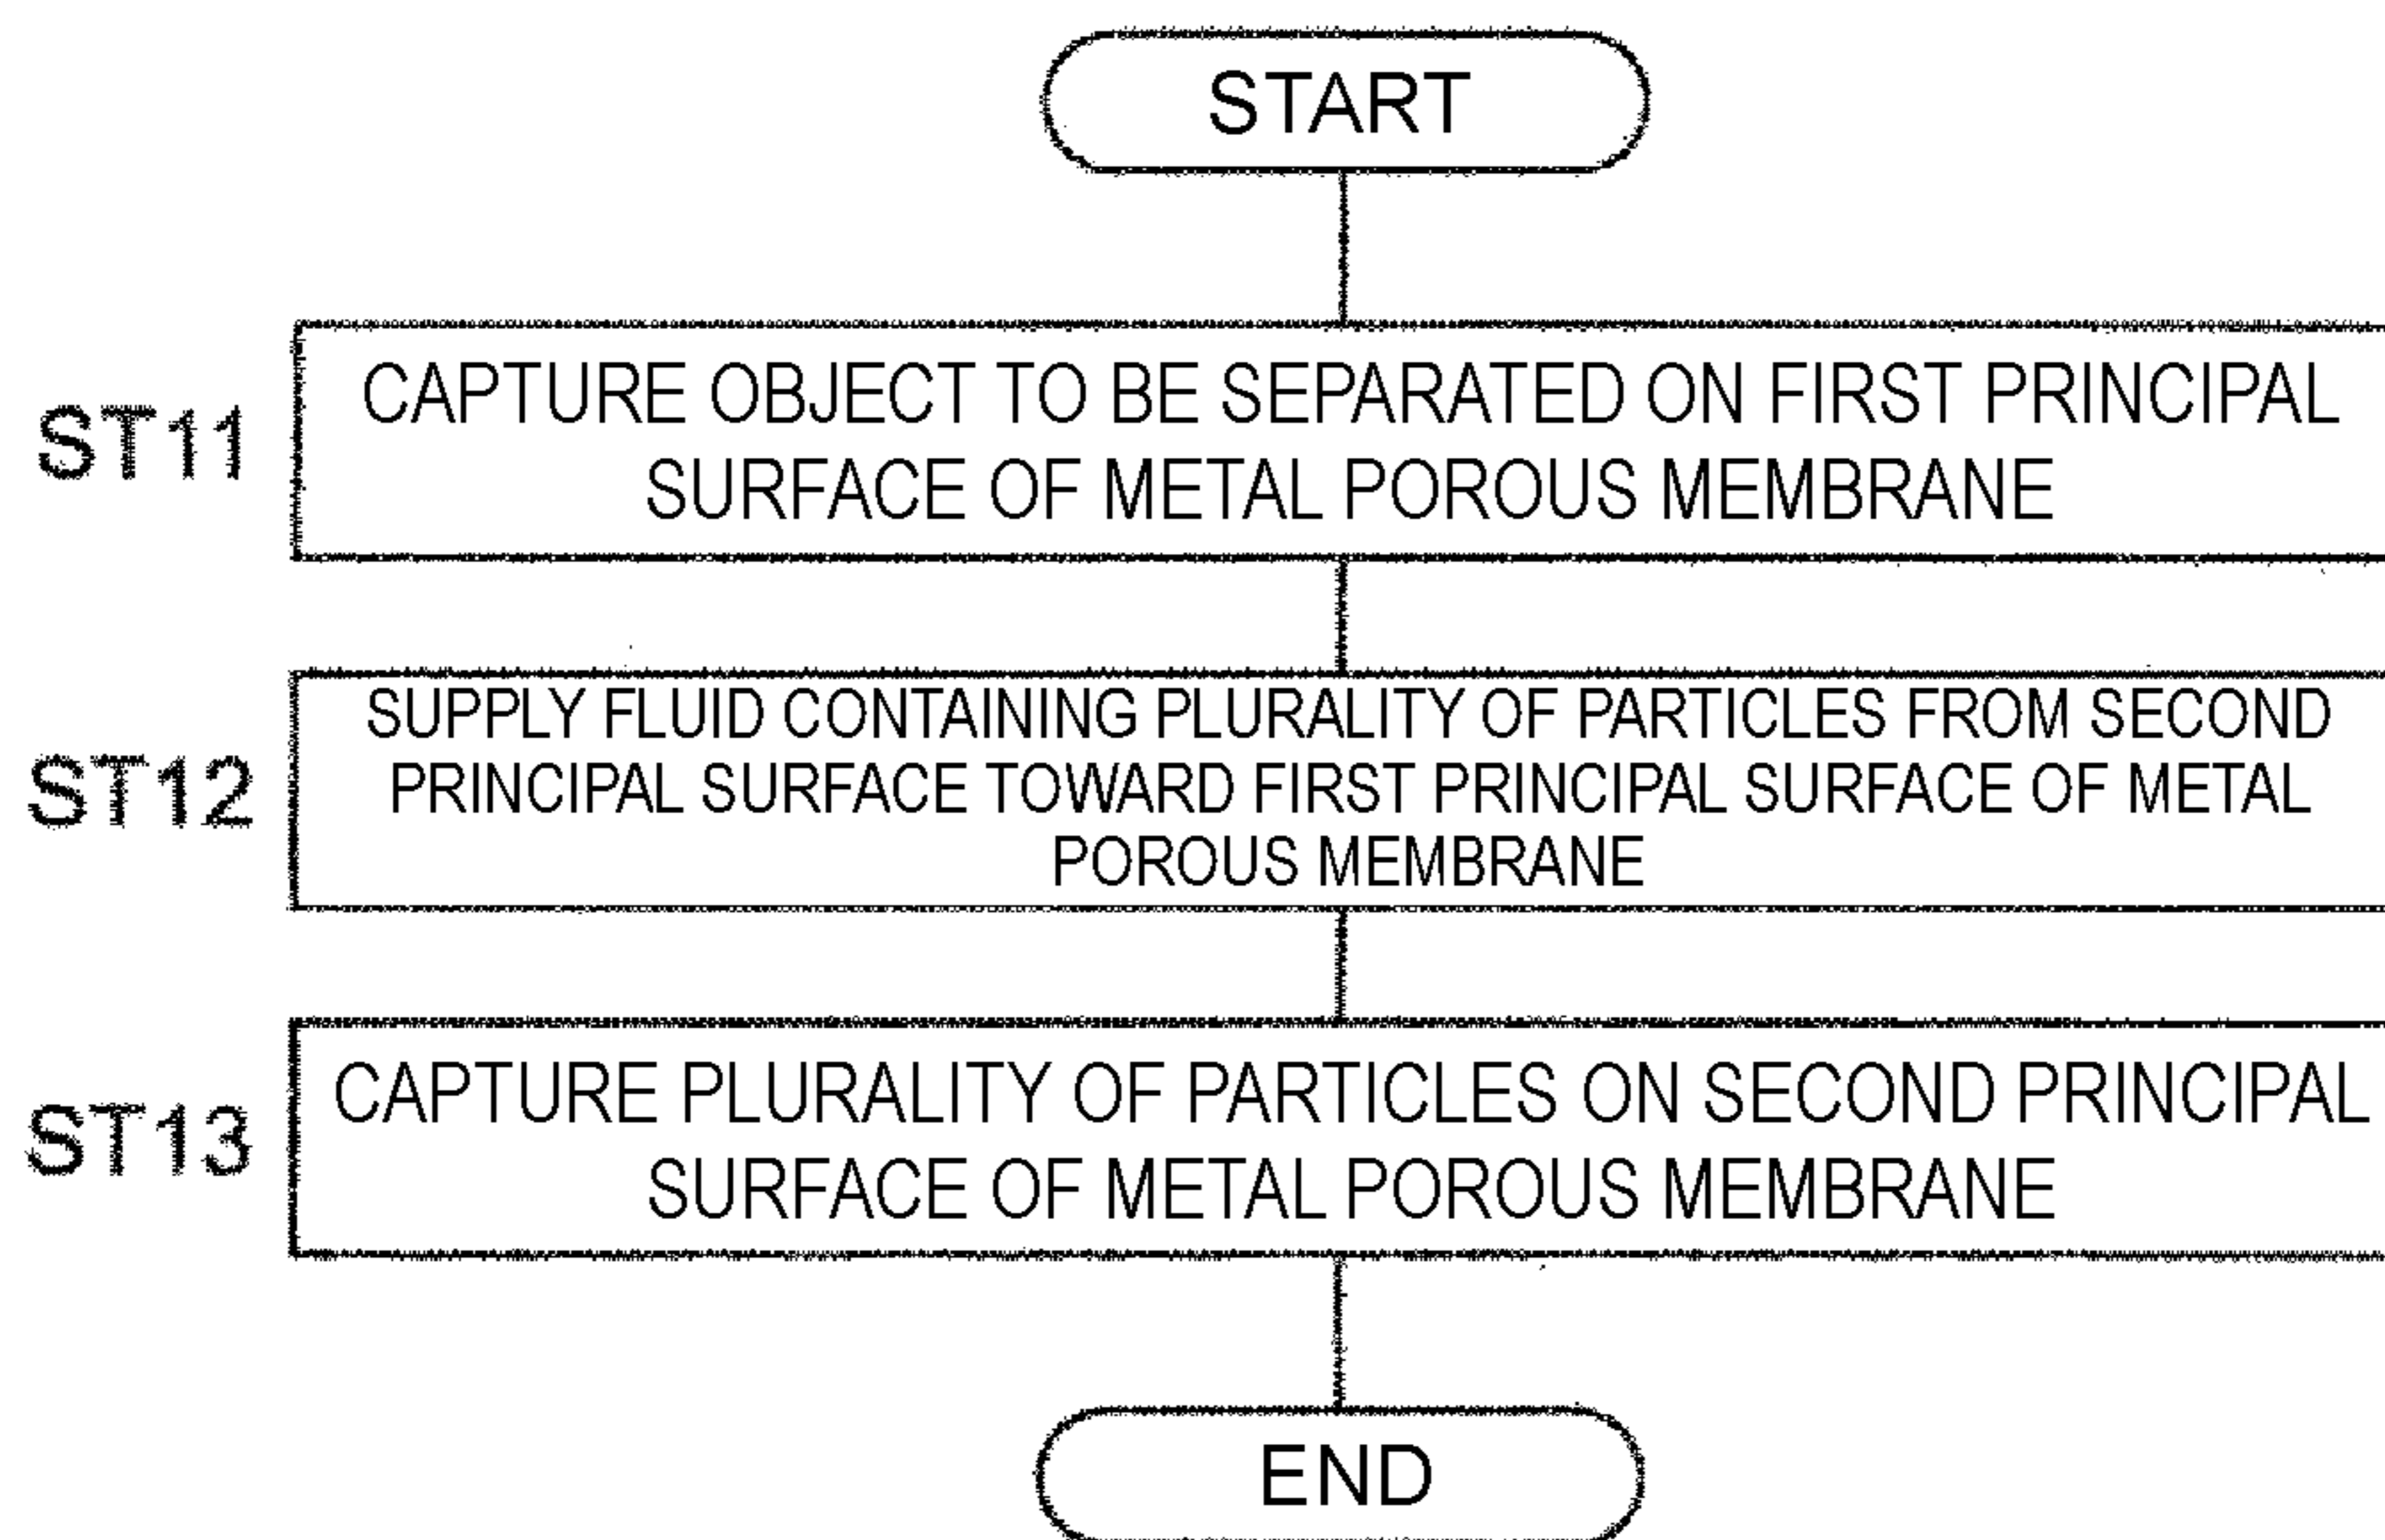 START
ST11
CAPTURE OBJECT TO BE SEPARATED ON FIRST PRINCIPAL
SURFACE OF METAL POROUS MEMBRANE
ST12
SUPPLY FLUID CONTAINING PLURALITY OF PARTICLES FROM SECOND
PRINCIPAL SURFACE TOWARD FIRST PRINCIPAL SURFACE OF METAL
POROUS MEMBRANE
ST13
CAPTURE PLURALITY OF PARTICLES ON SECOND PRINCIPAL
SURFACE OF METAL POROUS MEMBRANE
END